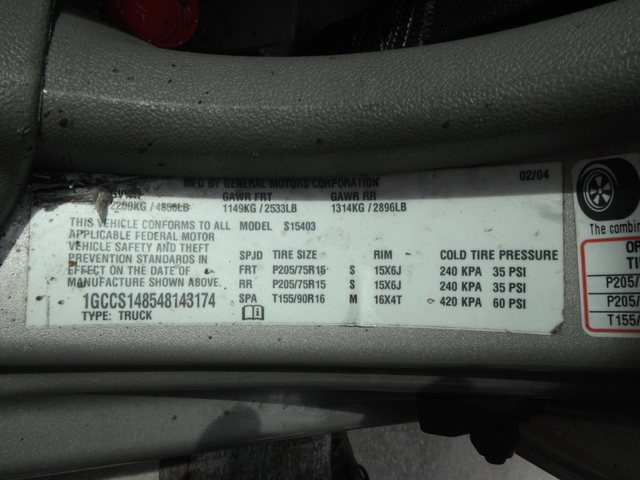 MFD BY GENERAL MOTORS CORPORATION 02/04
GVWR GAWR FRT GAWR RR
2200KG / 4850LB 1149KG / 2533LB 1314KG / 2896LB
THIS VEHICLE CONFORMS TO ALL MODEL S15403
APPLICABLE FEDERAL MOTOR
VEHICLE SAFETY AND THEFT
PREVENTION STANDARDS IN
EFFECT ON THE DATE OF
MANUFACTURE SHOWN ABOVE.
SPJD TIRE SIZE RIM COLD TIRE PRESSURE
FRT P205/75R15 S 15X6J 240 KPA 35 PSI
RR P205/75R15 S 15X6J 240 KPA 35 PSI
SPA T155/90R16 M 16X4T 420 KPA 60 PSI
1GCCS148548143174
TYPE: TRUCK
The combin
P205/
P205/
T155/